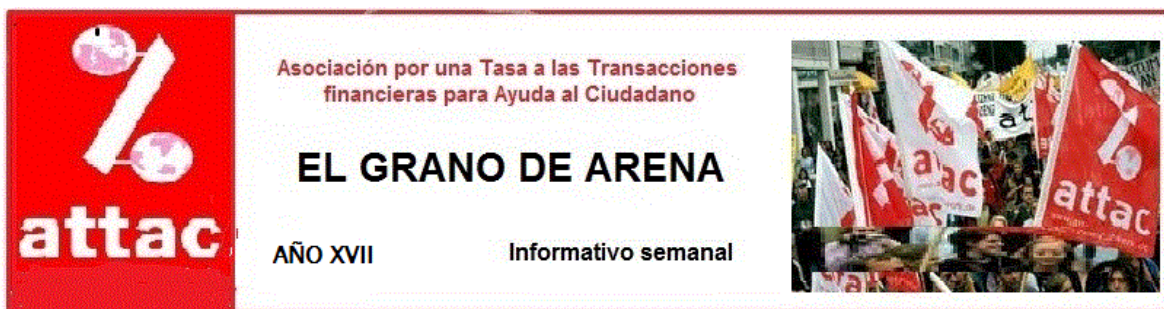 attac
Asociación por una Tasa a las Transacciones
financieras para Ayuda al Ciudadano
EL GRANO DE ARENA
AÑO XVII
Informativo semanal
attac
attac
at